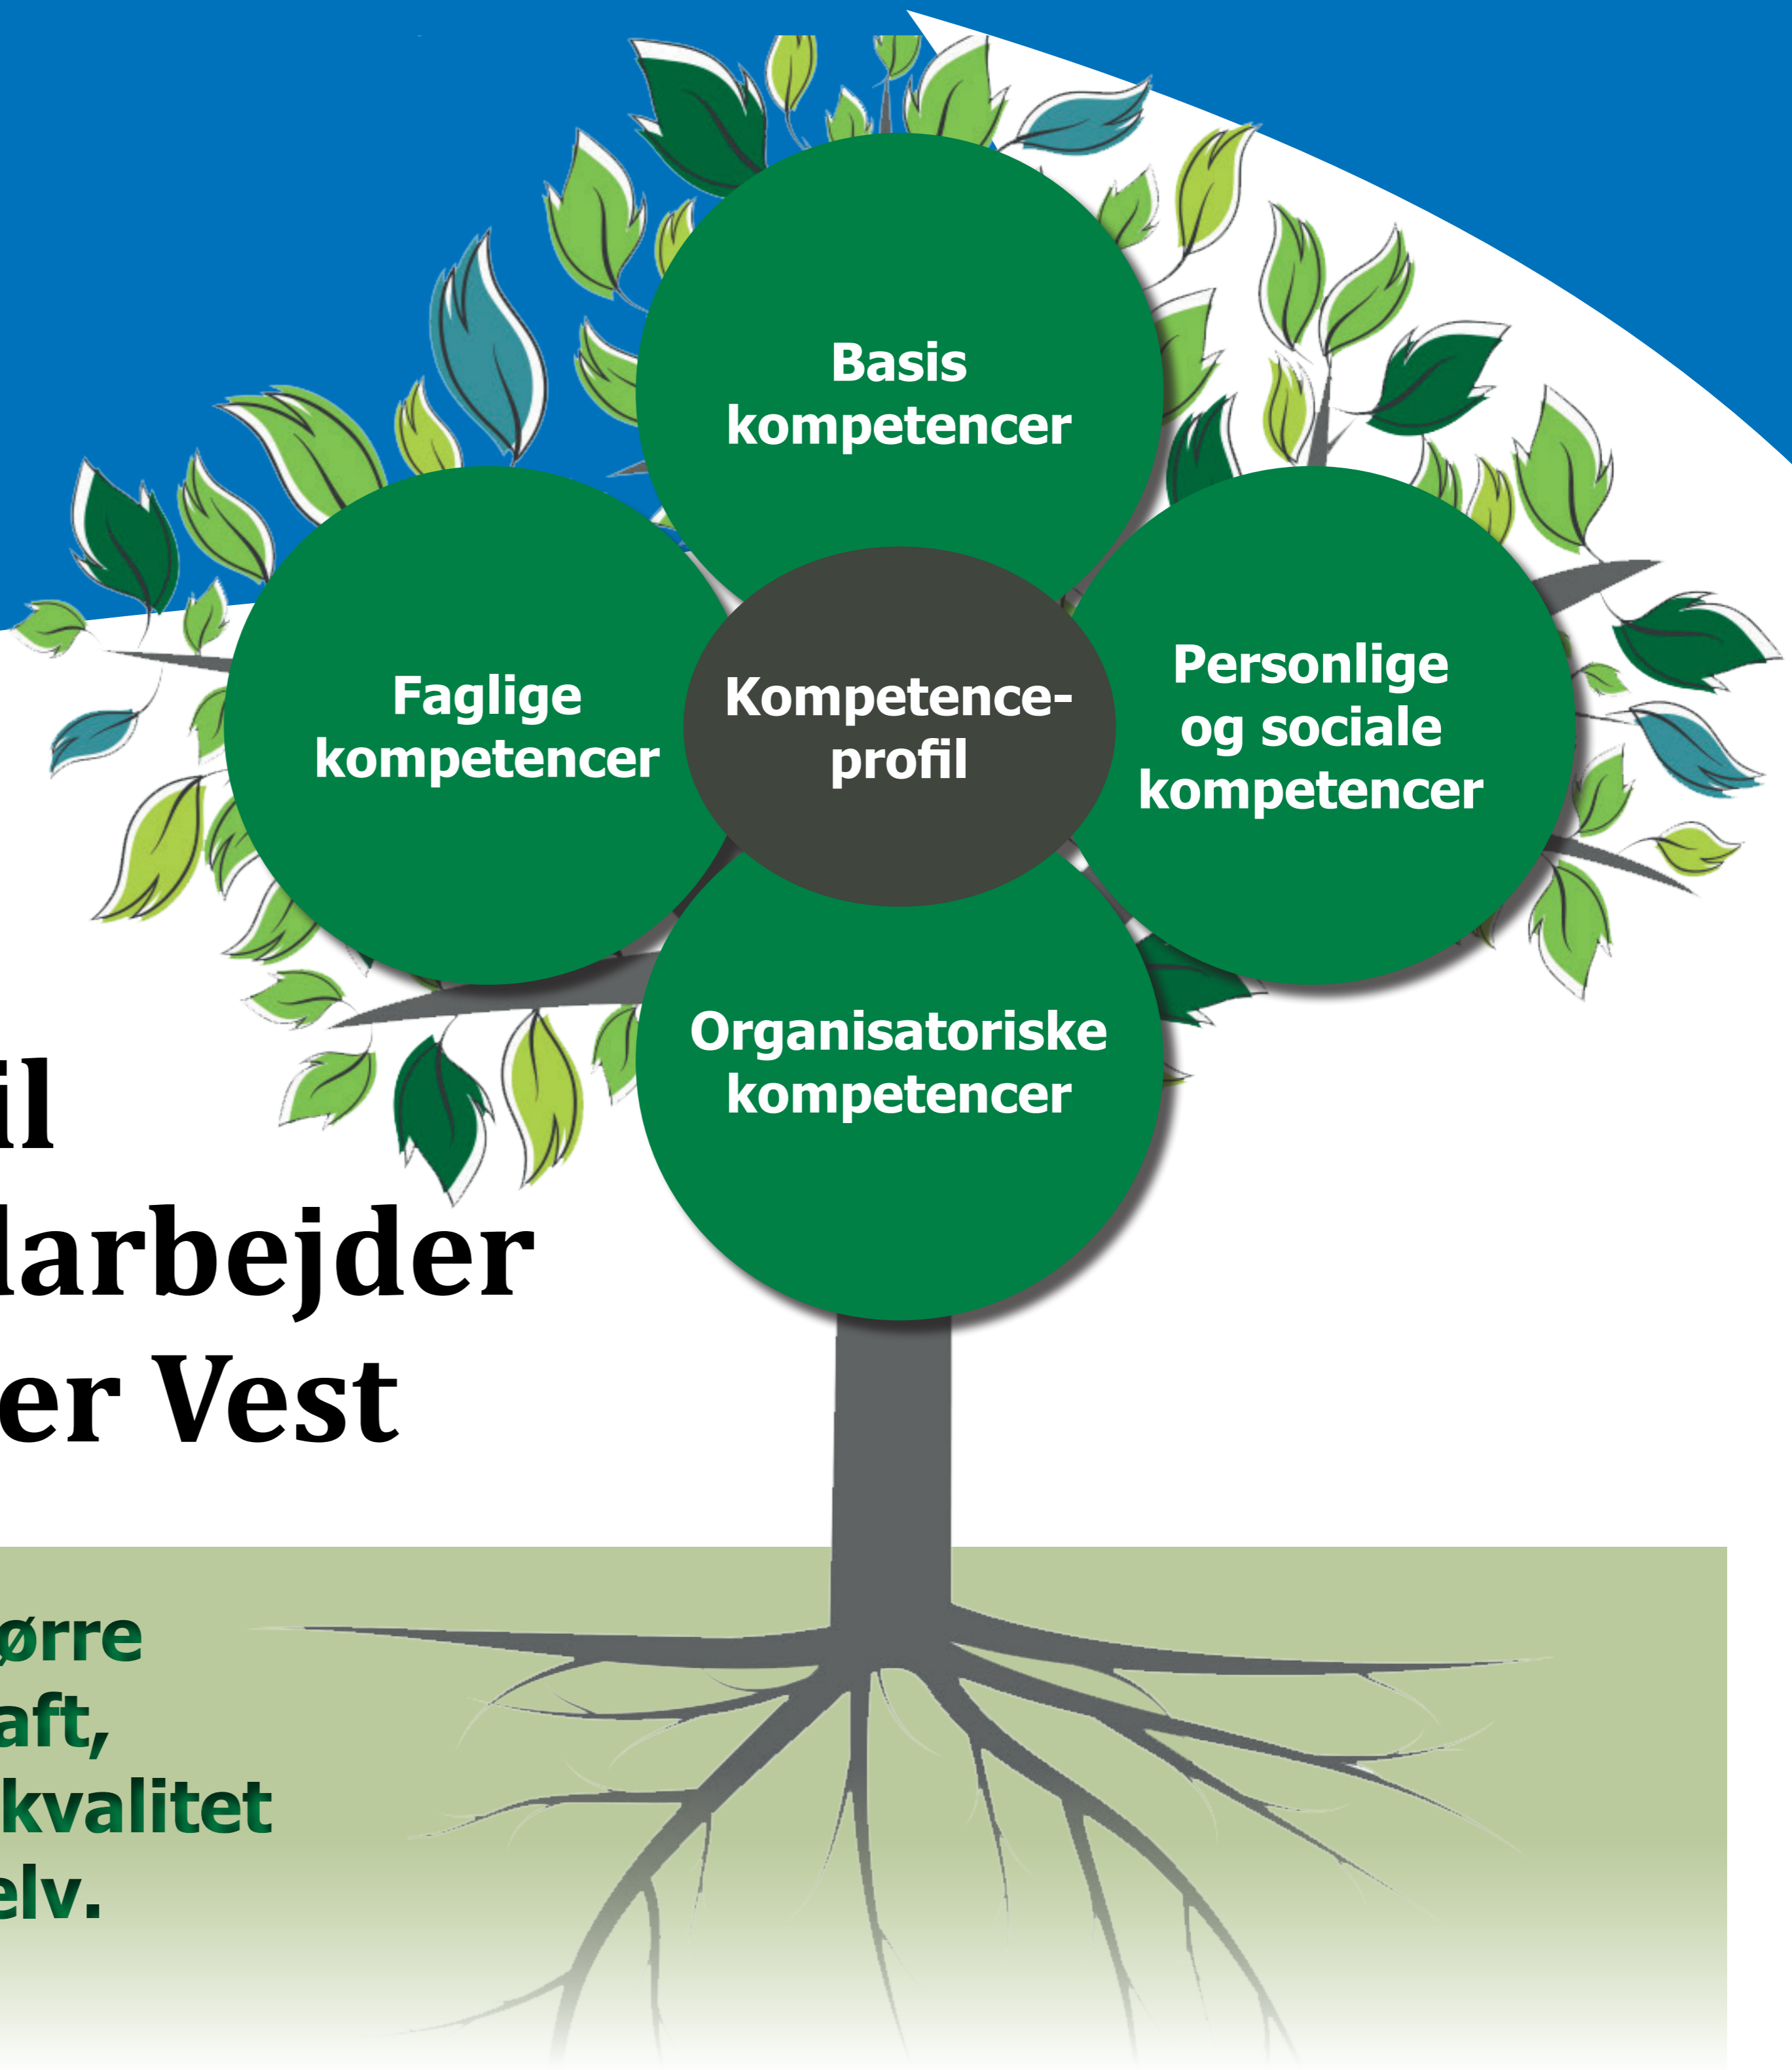 Basis
kompetencer
Faglige
kompetencer
Kompetence-
profil
Personlige
og sociale
kompetencer
Organisatoriske
kompetencer
il
larbejder
er Vest
ørre
aft,
kvalitet
elv.